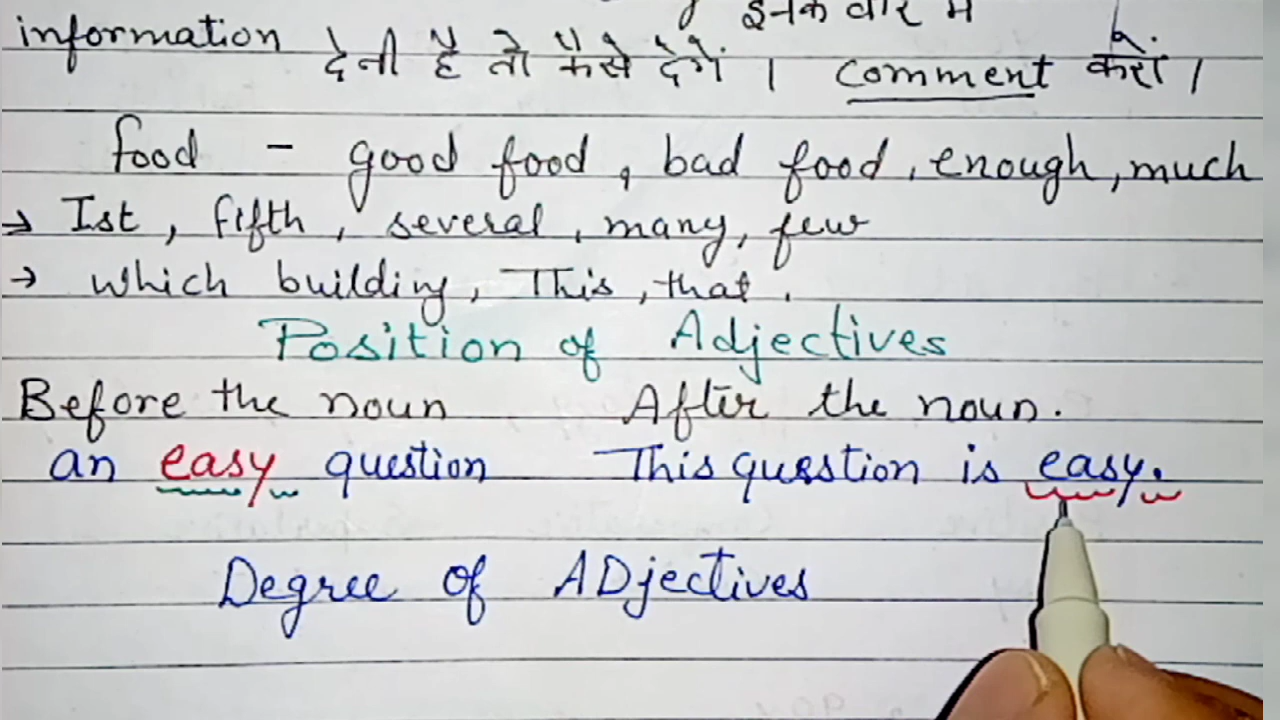 इनके बारे में
information देनी है तो कैसे देंगें । comment करों ।
food - good food, bad food, enough, much
→ Ist, fifth, several, many, few
→ which building, This, that.
Position of Adjectives
Before the noun After the noun.
an easy question This question is easy.
Degree of ADjectives